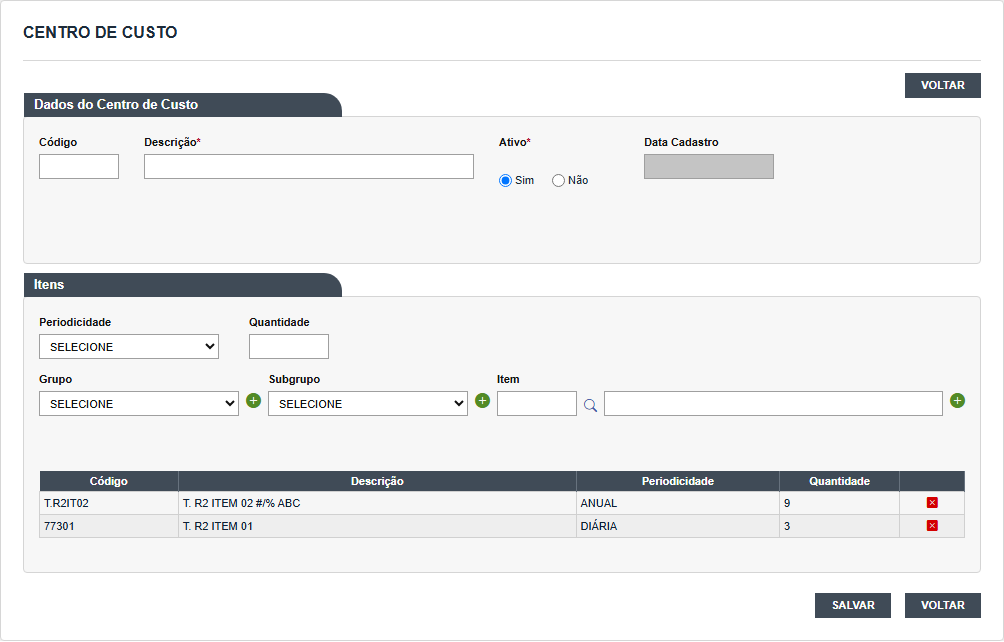 CENTRO DE CUSTO
VOLTAR
Dados do Centro de Custo
Código Descrição* Ativo* Data Cadastro
Sim Não
Itens
Periodicidade Quantidade
SELECIONE
Grupo Subgrupo Item
SELECIONE SELECIONE
Código Descrição Periodicidade Quantidade
T.R2IT02 T. R2 ITEM 02 #/% ABC ANUAL 9
77301 T. R2 ITEM 01 DIÁRIA 3
SALVAR VOLTAR